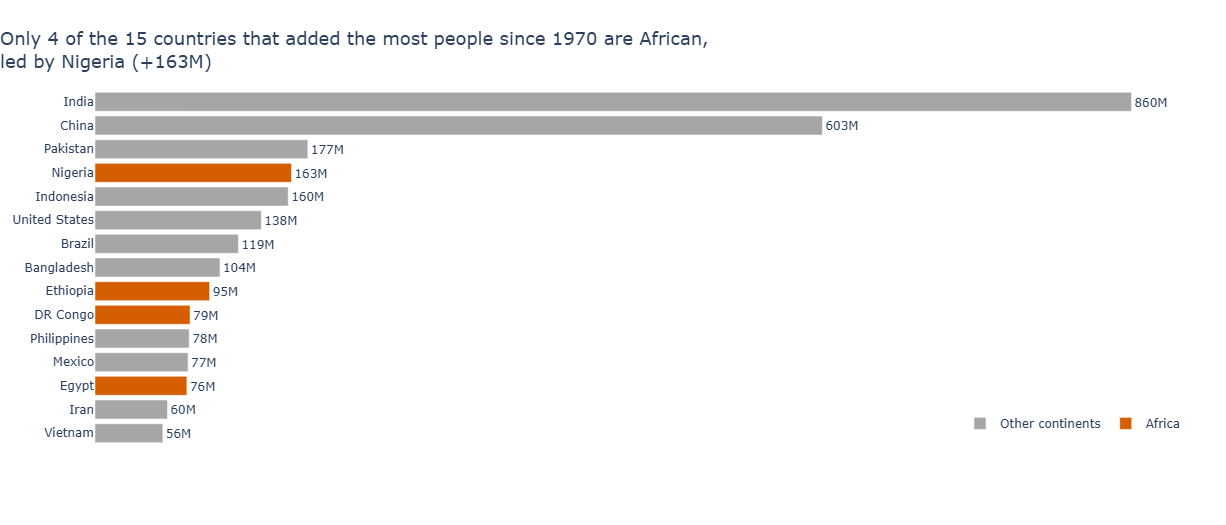 Only 4 of the 15 countries that added the most people since 1970 are African,
led by Nigeria (+163M)
India 860M
China 603M
Pakistan 177M
Nigeria 163M
Indonesia 160M
United States 138M
Brazil 119M
Bangladesh 104M
Ethiopia 95M
DR Congo 79M
Philippines 78M
Mexico 77M
Egypt 76M
Iran 60M
Vietnam 56M
Other continents Africa